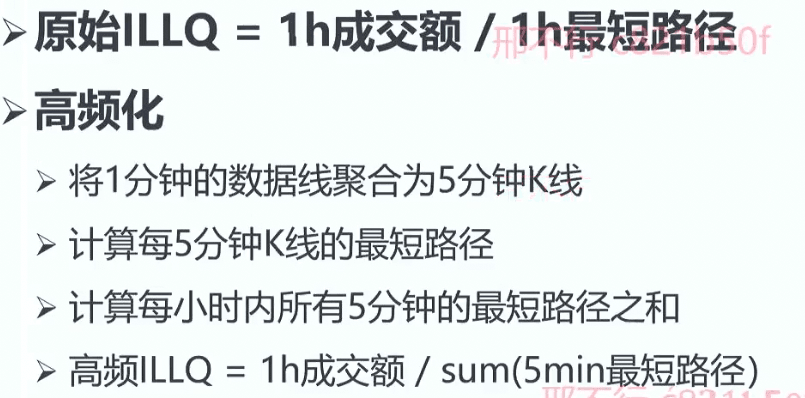 ➢原始ILLQ = 1h成交额 / 1h最短路径
邢不行 c821b50f
➢高频化
➢ 将1分钟的数据线聚合为5分钟K线
➢ 计算每5分钟K线的最短路径
➢ 计算每小时内所有5分钟的最短路径之和
➢ 高频ILLQ = 1h成交额 / sum(5min最短路径)